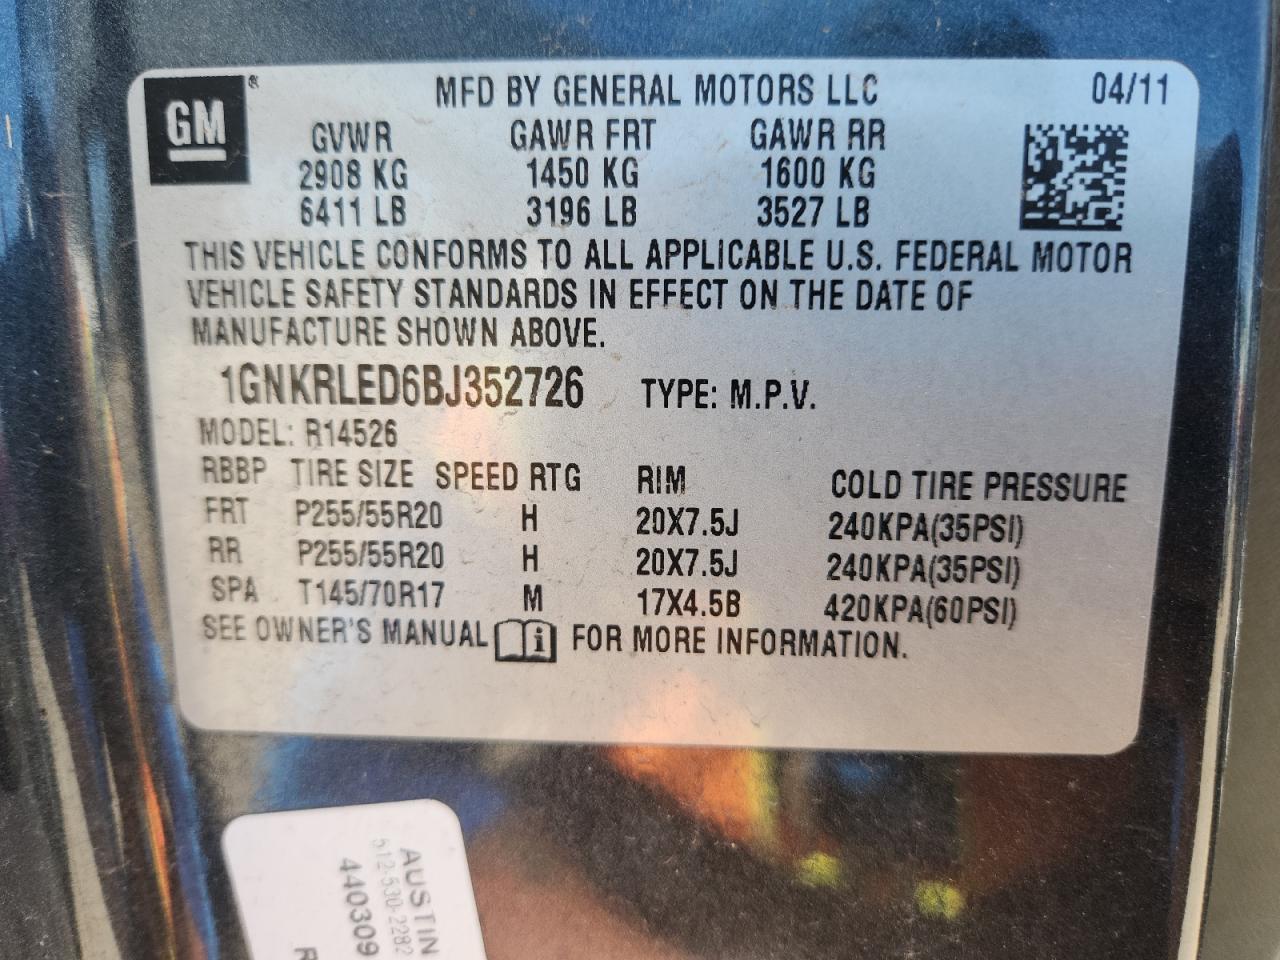 GM®
MFD BY GENERAL MOTORS LLC 04/11
GVWR GAWR FRT GAWR RR
2908 KG 1450 KG 1600 KG
6411 LB 3196 LB 3527 LB
THIS VEHICLE CONFORMS TO ALL APPLICABLE U.S. FEDERAL MOTOR
VEHICLE SAFETY STANDARDS IN EFFECT ON THE DATE OF
MANUFACTURE SHOWN ABOVE.
1GNKRLED6BJ352726 TYPE: M.P.V.
MODEL: R14526
RBBP TIRE SIZE SPEED RTG RIM COLD TIRE PRESSURE
FRT P255/55R20 H 20X7.5J 240KPA(35PSI)
RR P255/55R20 H 20X7.5J 240KPA(35PSI)
SPA T145/70R17 M 17X4.5B 420KPA(60PSI)
SEE OWNER'S MANUAL FOR MORE INFORMATION.
AUSTIN
512-530-2282
440309
R